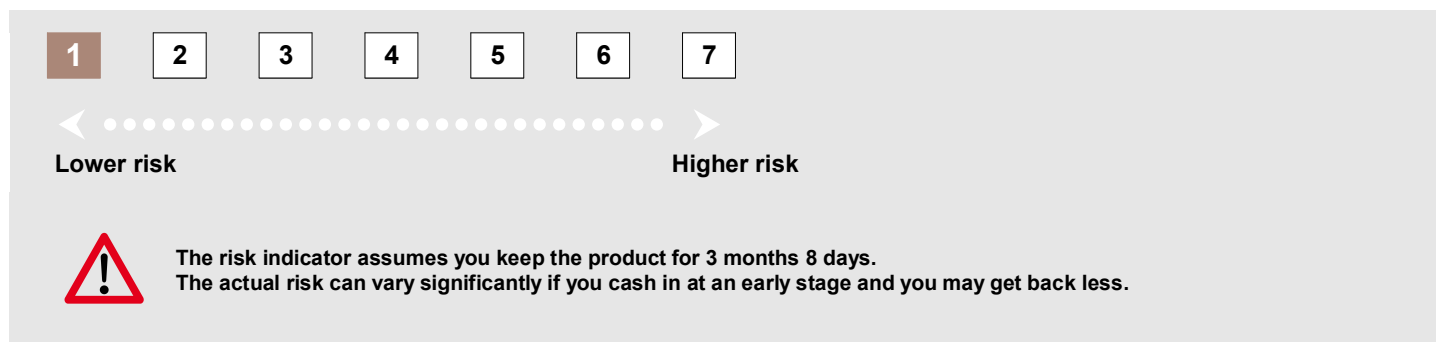 1 2 3 4 5 6 7
Lower risk Higher risk
The risk indicator assumes you keep the product for 3 months 8 days.
The actual risk can vary significantly if you cash in at an early stage and you may get back less.